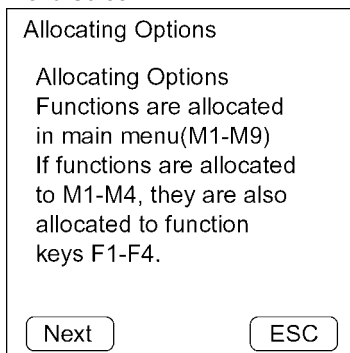 Allocating Options
Allocating Options
Functions are allocated
in main menu(M1-M9)
If functions are allocated
to M1-M4, they are also
allocated to function
keys F1-F4.
Next ESC